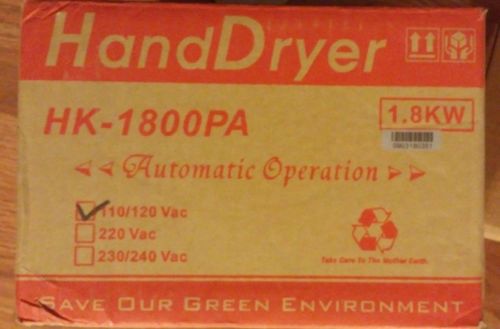 HandDryer
HK-1800PA
1.8KW
Automatic Operation
110/120 Vac
220 Vac
230/240 Vac
Take Care To The Mother Earth.
SAVE OUR GREEN ENVIRONMENT